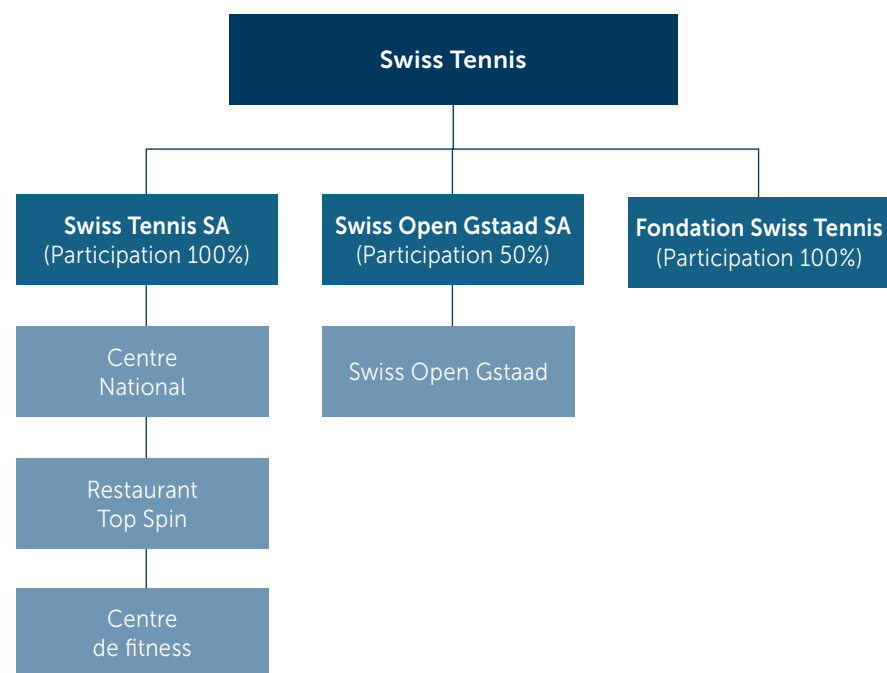 Swiss Tennis
Swiss Tennis SA
(Participation 100%)
Swiss Open Gstaad SA
(Participation 50%)
Fondation Swiss Tennis
(Participation 100%)
Centre
National
Swiss Open Gstaad
Restaurant
Top Spin
Centre
de fitness